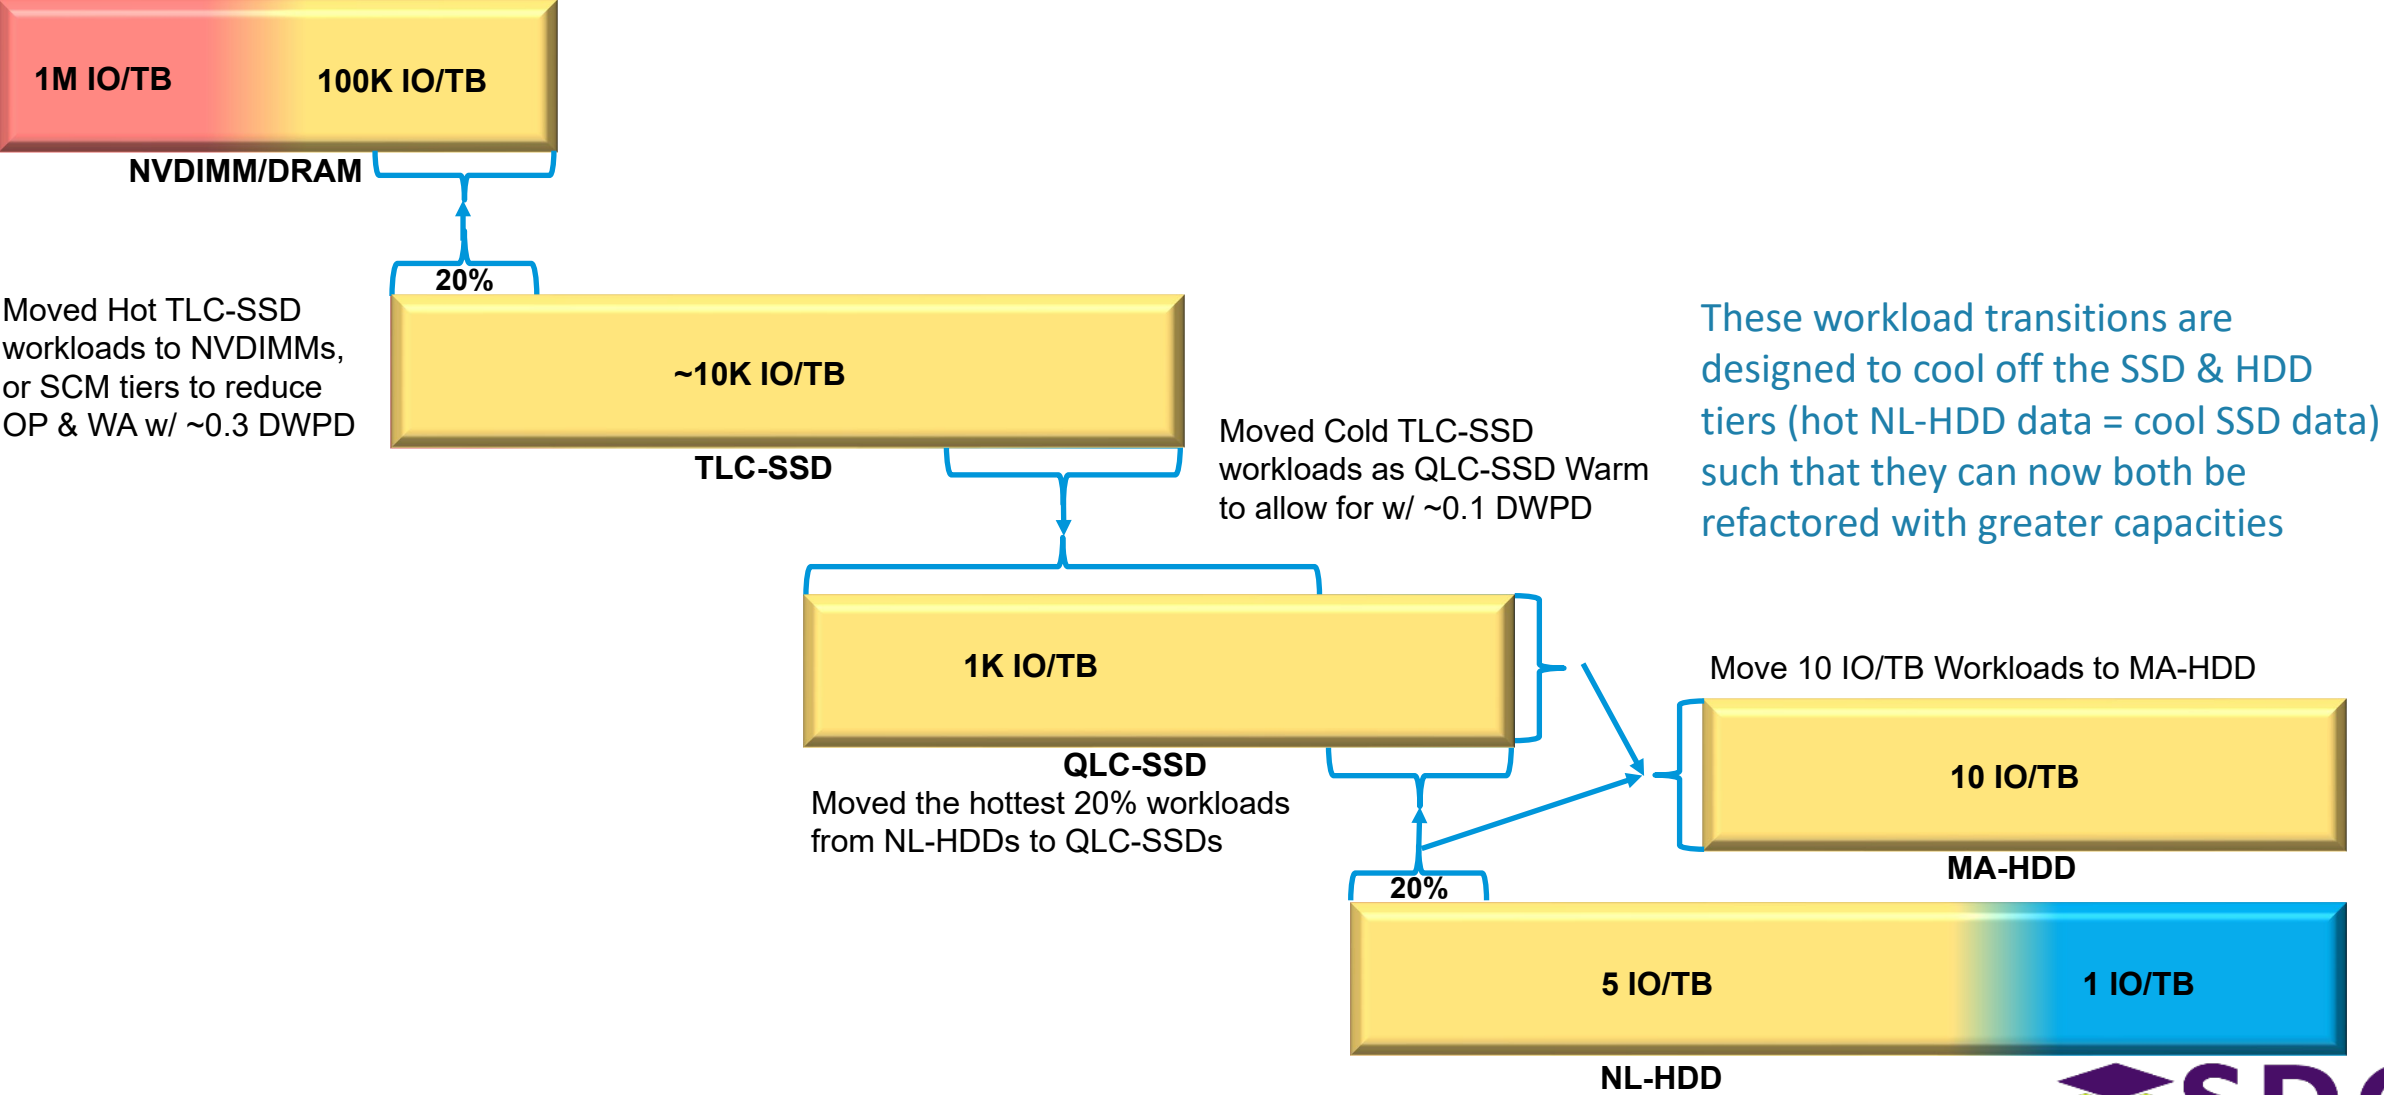 1M IO/TB
100K IO/TB
NVDIMM/DRAM
20%
Moved Hot TLC-SSD
workloads to NVDIMMs,
or SCM tiers to reduce
OP & WA w/ ~0.3 DWPD
~10K IO/TB
TLC-SSD
Moved Cold TLC-SSD
workloads as QLC-SSD Warm
to allow for w/ ~0.1 DWPD
These workload transitions are
designed to cool off the SSD & HDD
tiers (hot NL-HDD data = cool SSD data)
such that they can now both be
refactored with greater capacities
1K IO/TB
QLC-SSD
Moved the hottest 20% workloads
from NL-HDDs to QLC-SSDs
Move 10 IO/TB Workloads to MA-HDD
10 IO/TB
MA-HDD
20%
5 IO/TB
1 IO/TB
NL-HDD